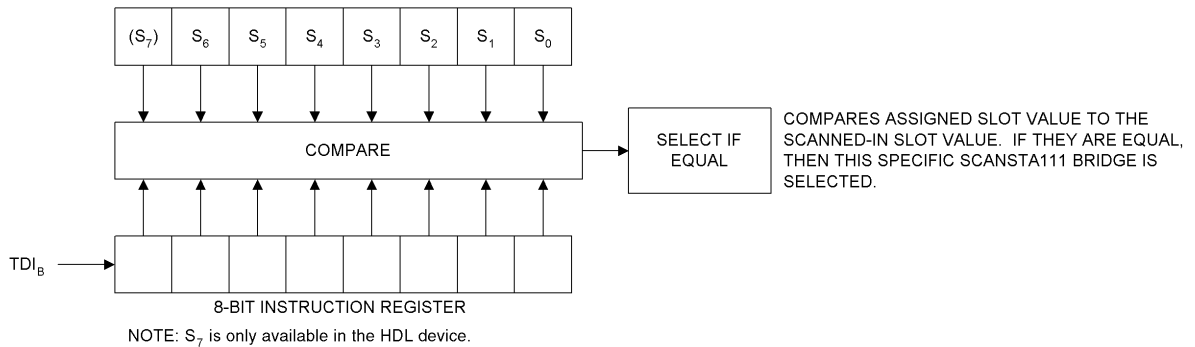 (S₇) S₆ S₅ S₄ S₃ S₂ S₁ S₀
COMPARE
SELECT IF
EQUAL
COMPARES ASSIGNED SLOT VALUE TO THE
SCANNED-IN SLOT VALUE. IF THEY ARE EQUAL,
THEN THIS SPECIFIC SCANSTA111 BRIDGE IS
SELECTED.
TDI_B
8-BIT INSTRUCTION REGISTER
NOTE: S₇ is only available in the HDL device.